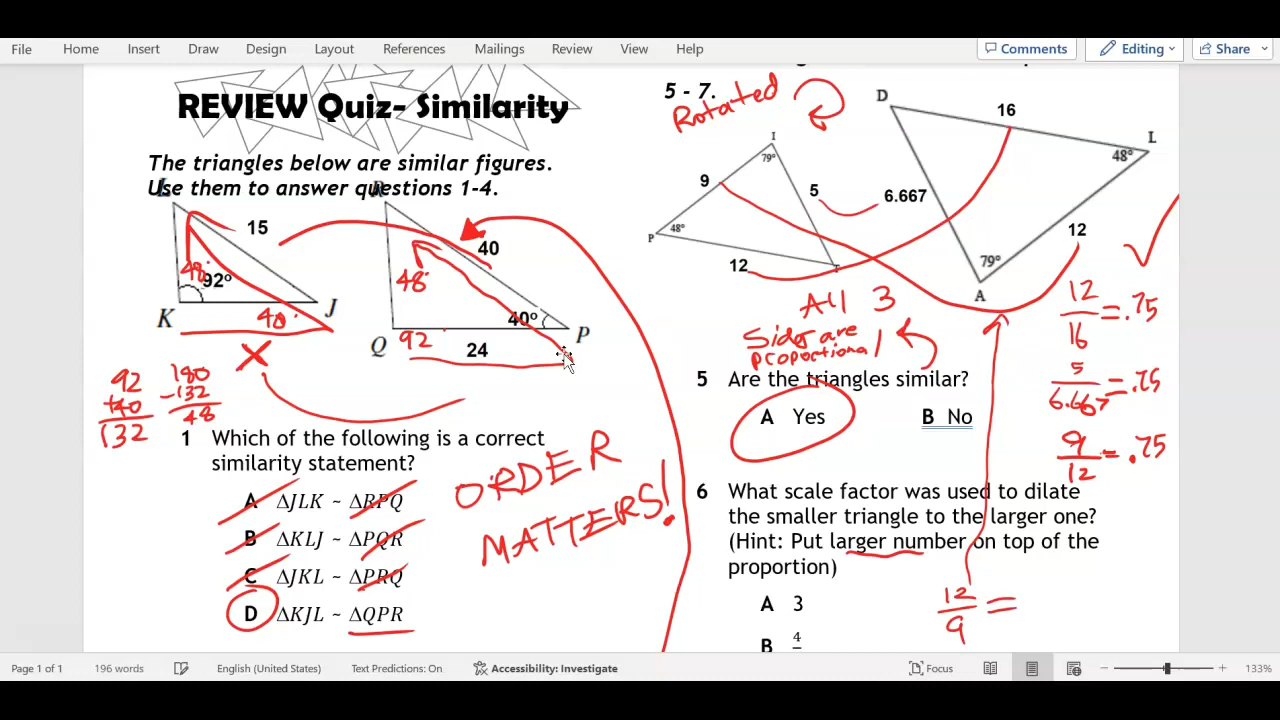 File Home Insert Draw Design Layout References Mailings Review View Help Comments Editing Share
REVIEW Quiz- Similarity
The triangles below are similar figures.
Use them to answer questions 1-4.
L
15
48°
92º
K
40°
J
R
40
48°
40º
92
Q
24
P
92
+40
132
180
-132
48
1 Which of the following is a correct
similarity statement?
A ΔJLK ~ ΔRPQ
B ΔKLJ ~ ΔPQR
C ΔJKL ~ ΔPRQ
D ΔKJL ~ ΔQPR
ORDER
MATTERS!
5 - 7.
Rotated
I
79°
9
5
P
48°
12
T
D
16
L
48°
6.667
12
79°
A
All 3
Sides are
proportional
12
16
=.75
5
6.667
=.75
9
12
=.75
5 Are the triangles similar?
A Yes B No
6 What scale factor was used to dilate
the smaller triangle to the larger one?
(Hint: Put larger number on top of the
proportion)
A 3
B 4
12
9
=
Page 1 of 1 196 words English (United States) Text Predictions: On Accessibility: Investigate Focus 133%